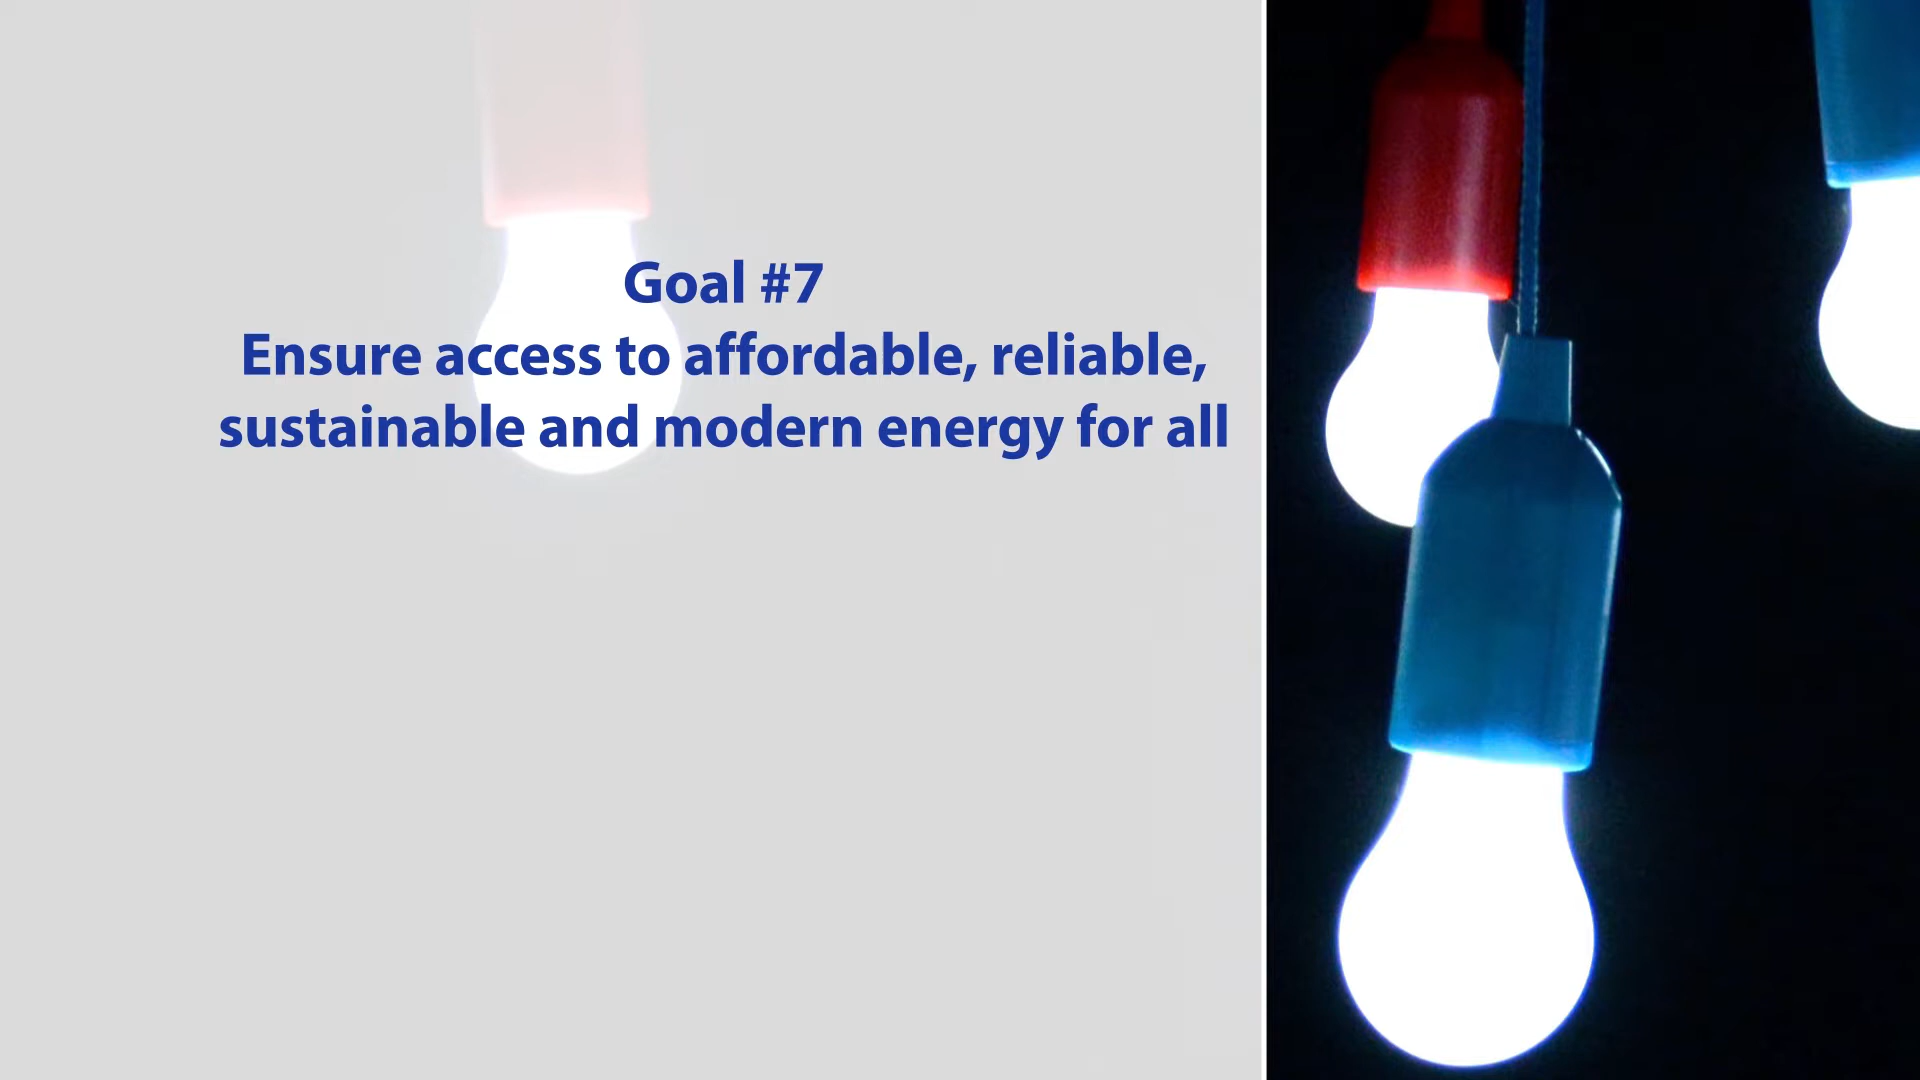 Goal #7
Ensure access to affordable, reliable,
sustainable and modern energy for all